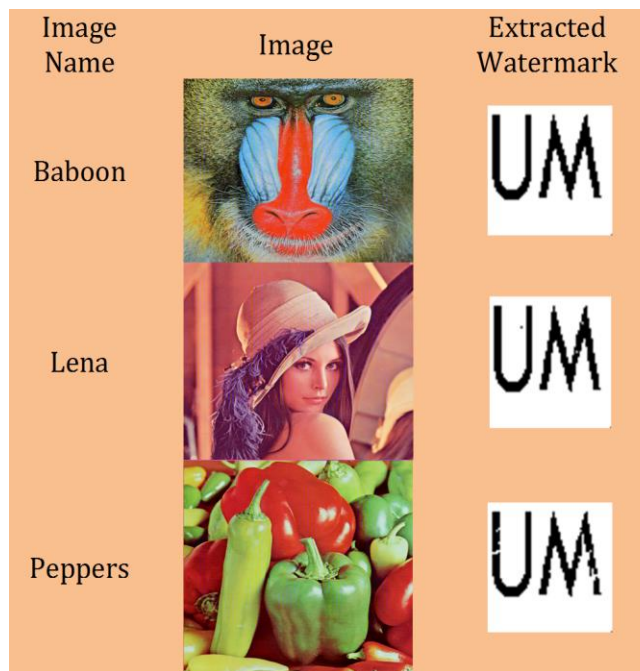 Image
Name
Image
Extracted
Watermark
Baboon
UM
Lena
UM
Peppers
UM